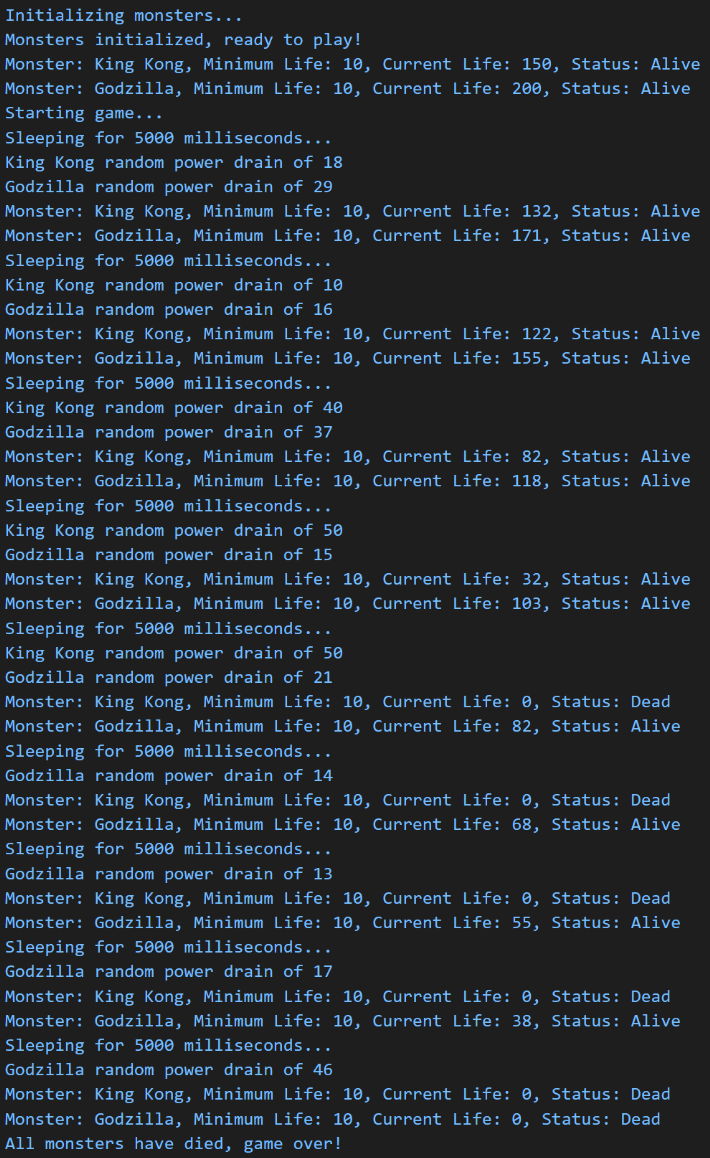 Initializing monsters...
Monsters initialized, ready to play!
Monster: King Kong, Minimum Life: 10, Current Life: 150, Status: Alive
Monster: Godzilla, Minimum Life: 10, Current Life: 200, Status: Alive
Starting game...
Sleeping for 5000 milliseconds...
King Kong random power drain of 18
Godzilla random power drain of 29
Monster: King Kong, Minimum Life: 10, Current Life: 132, Status: Alive
Monster: Godzilla, Minimum Life: 10, Current Life: 171, Status: Alive
Sleeping for 5000 milliseconds...
King Kong random power drain of 10
Godzilla random power drain of 16
Monster: King Kong, Minimum Life: 10, Current Life: 122, Status: Alive
Monster: Godzilla, Minimum Life: 10, Current Life: 155, Status: Alive
Sleeping for 5000 milliseconds...
King Kong random power drain of 40
Godzilla random power drain of 37
Monster: King Kong, Minimum Life: 10, Current Life: 82, Status: Alive
Monster: Godzilla, Minimum Life: 10, Current Life: 118, Status: Alive
Sleeping for 5000 milliseconds...
King Kong random power drain of 50
Godzilla random power drain of 15
Monster: King Kong, Minimum Life: 10, Current Life: 32, Status: Alive
Monster: Godzilla, Minimum Life: 10, Current Life: 103, Status: Alive
Sleeping for 5000 milliseconds...
King Kong random power drain of 50
Godzilla random power drain of 21
Monster: King Kong, Minimum Life: 10, Current Life: 0, Status: Dead
Monster: Godzilla, Minimum Life: 10, Current Life: 82, Status: Alive
Sleeping for 5000 milliseconds...
Godzilla random power drain of 14
Monster: King Kong, Minimum Life: 10, Current Life: 0, Status: Dead
Monster: Godzilla, Minimum Life: 10, Current Life: 68, Status: Alive
Sleeping for 5000 milliseconds...
Godzilla random power drain of 13
Monster: King Kong, Minimum Life: 10, Current Life: 0, Status: Dead
Monster: Godzilla, Minimum Life: 10, Current Life: 55, Status: Alive
Sleeping for 5000 milliseconds...
Godzilla random power drain of 17
Monster: King Kong, Minimum Life: 10, Current Life: 0, Status: Dead
Monster: Godzilla, Minimum Life: 10, Current Life: 38, Status: Alive
Sleeping for 5000 milliseconds...
Godzilla random power drain of 46
Monster: King Kong, Minimum Life: 10, Current Life: 0, Status: Dead
Monster: Godzilla, Minimum Life: 10, Current Life: 0, Status: Dead
All monsters have died, game over!